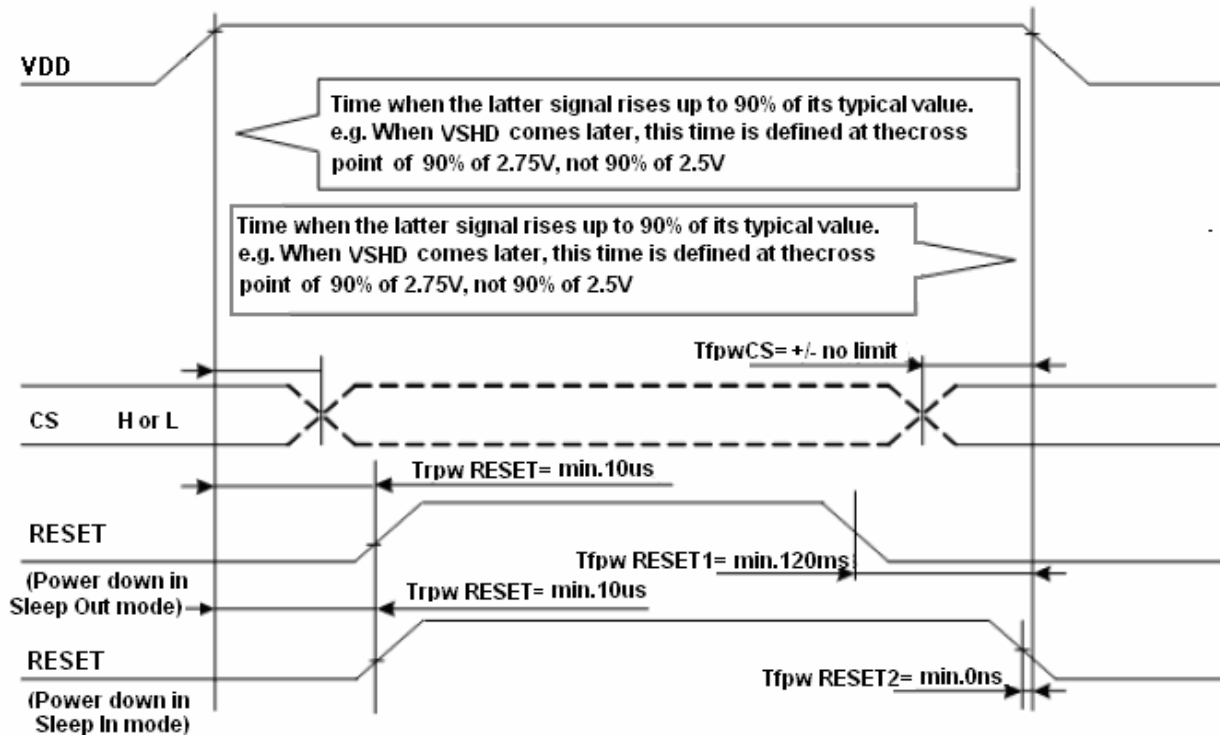 VDD
Time when the latter signal rises up to 90% of its typical value.
e.g. When VSHD comes later, this time is defined at thecross
point of 90% of 2.75V, not 90% of 2.5V
Time when the latter signal rises up to 90% of its typical value.
e.g. When VSHD comes later, this time is defined at thecross
point of 90% of 2.75V, not 90% of 2.5V
TfpwCS= +/- no limit
CS H or L
Trpw RESET= min.10us
RESET
Tfpw RESET1= min.120ms
(Power down in
Sleep Out mode)
Trpw RESET= min.10us
RESET
Tfpw RESET2= min.0ns
(Power down in
Sleep In mode)